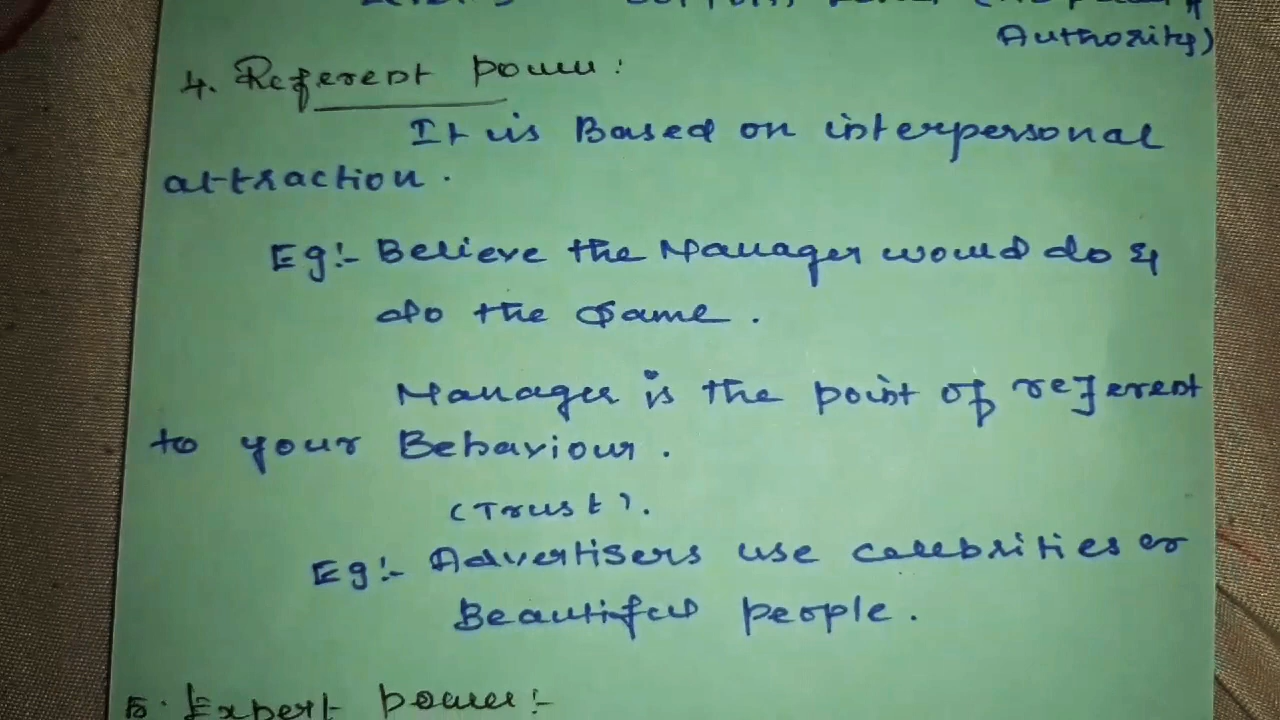 Authority)
4. Referent power:
It is Based on interpersonal
attraction.
Eg:- Believe the Manager would do &
do the same.
Manager is the point of referent
to your Behaviour.
(Trust).
Eg:- Advertisers use celebrities or
Beautiful people.
5. Expert power:-